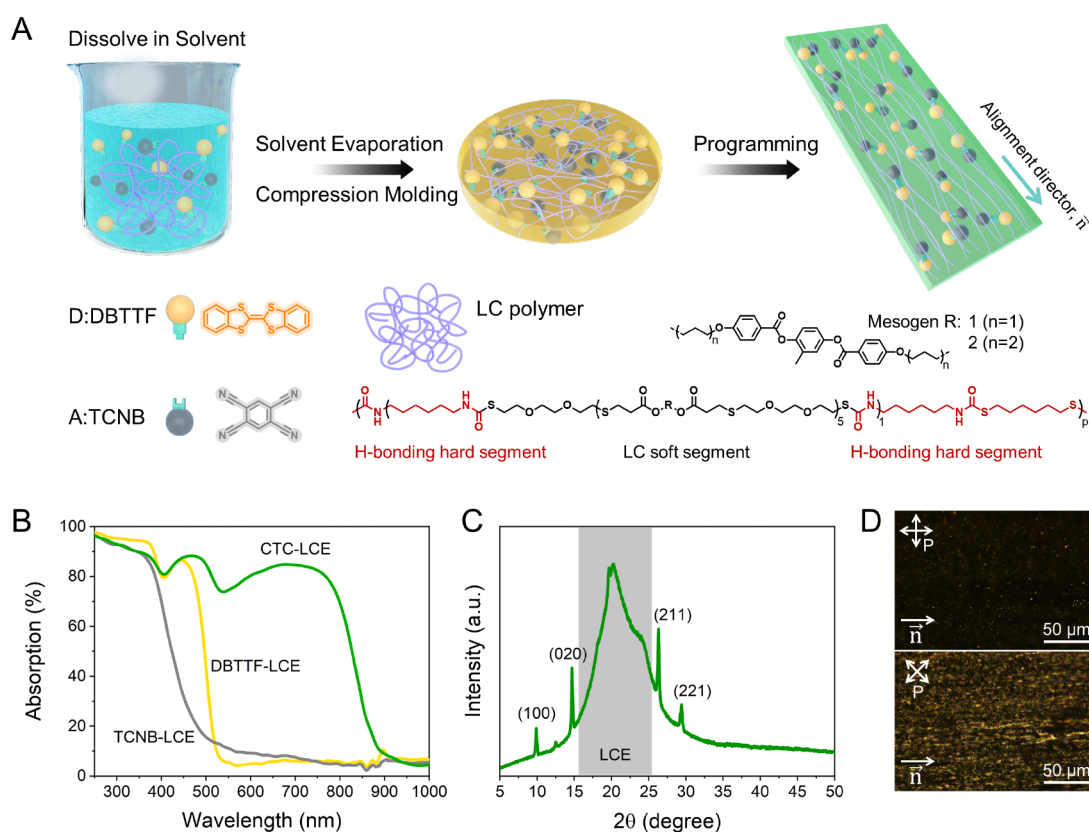 A
Dissolve in Solvent
Solvent Evaporation
Compression Molding
Programming
Alignment director, n⃗
D:DBTTF
S S
S S
LC polymer
Mesogen R: 1 (n=1)
2 (n=2)
n O O O O O O n
A:TCNB
N N
N N
O N H H N O S O O S O O R O O S O O S 5 O H N 1 H N O S S p
H-bonding hard segment
LC soft segment
H-bonding hard segment
B
Absorption (%)
100
80
60
40
20
0
CTC-LCE
DBTTF-LCE
TCNB-LCE
300 400 500 600 700 800 900 1000
Wavelength (nm)
C
Intensity (a.u.)
(100)
(020)
(211)
(221)
LCE
5 10 15 20 25 30 35 40 45 50
2θ (degree)
D
P
n⃗
50 μm
P
n⃗
50 μm